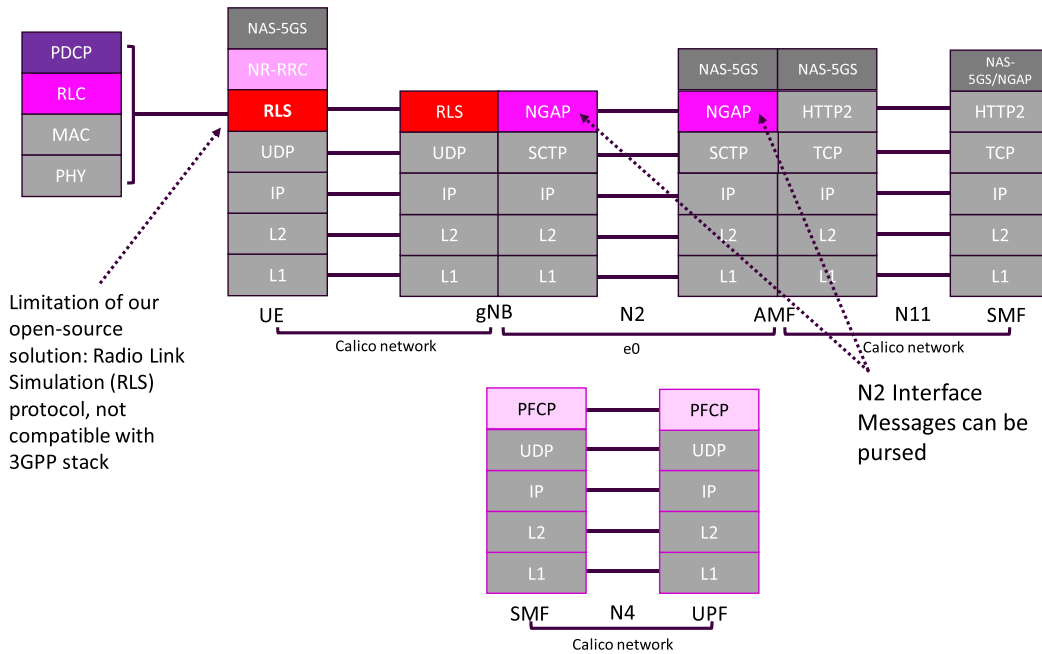 PDCP
RLC
MAC
PHY
NAS-5GS
NR-RRC
RLS
UDP
IP
L2
L1
RLS
UDP
IP
L2
L1
NGAP
SCTP
IP
L2
L1
NAS-5GS
NGAP
SCTP
IP
L2
L1
NAS-5GS
HTTP2
TCP
IP
L2
L1
NAS-
5GS/NGAP
HTTP2
TCP
IP
L2
L1
UE
gNB
N2
AMF
N11
SMF
Calico network
e0
Calico network
Limitation of our
open-source
solution: Radio Link
Simulation (RLS)
protocol, not
compatible with
3GPP stack
N2 Interface
Messages can be
pursed
PFCP
UDP
IP
L2
L1
PFCP
UDP
IP
L2
L1
SMF
N4
UPF
Calico network